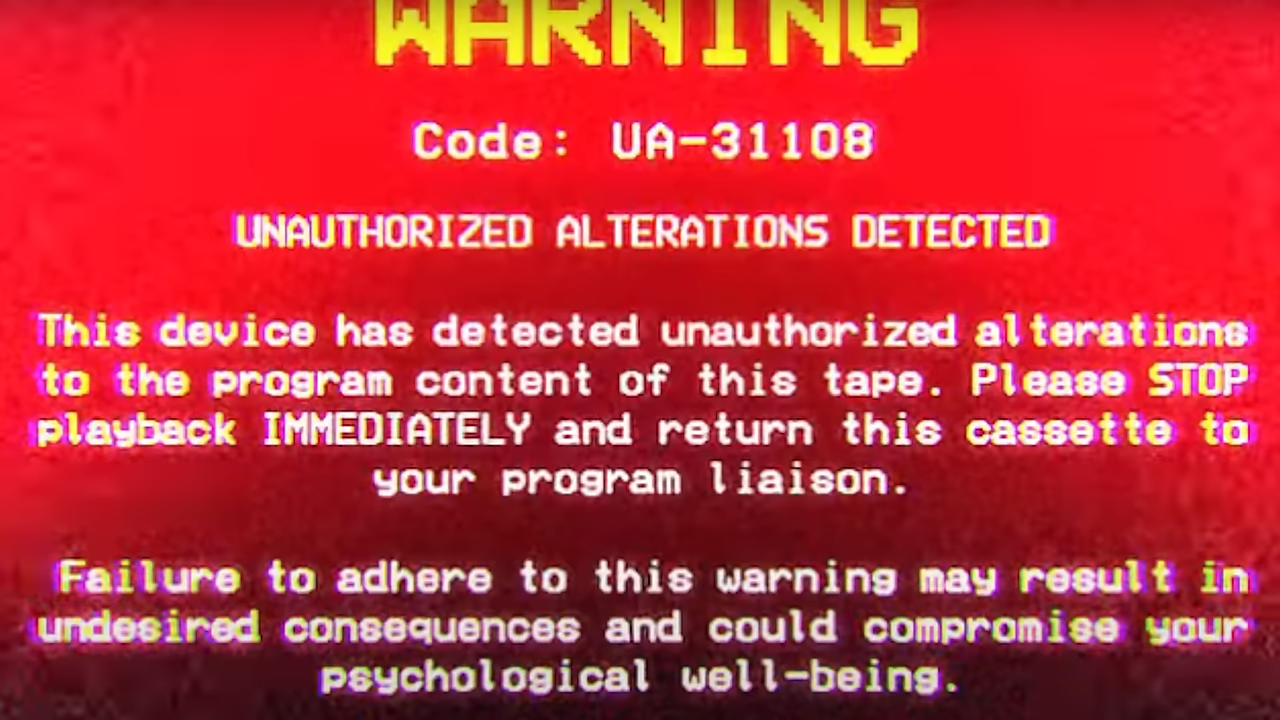 WARNING
Code: UA-31108
UNAUTHORIZED ALTERATIONS DETECTED
This device has detected unauthorized alterations
to the program content of this tape. Please STOP
playback IMMEDIATELY and return this cassette to
your program liaison.
Failure to adhere to this warning may result in
undesired consequences and could compromise your
psychological well-being.